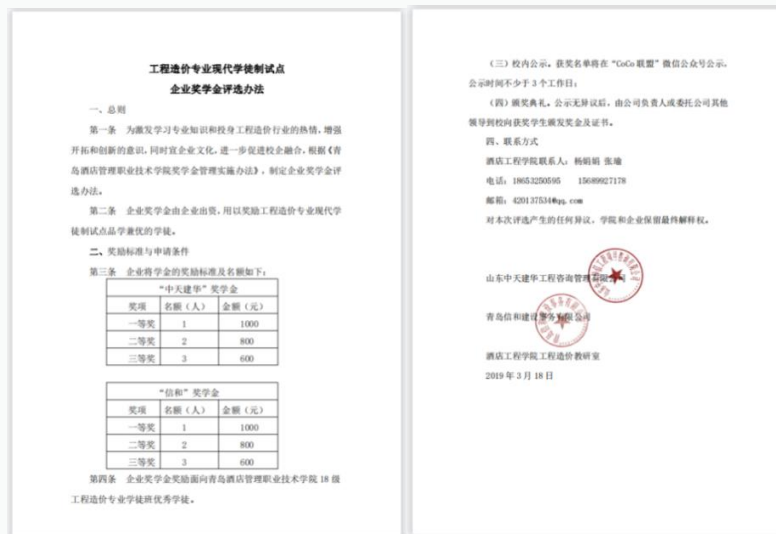 工程造价专业现代学徒制试点
企业奖学金评选办法
一、总则
第一条 为激发学习专业知识和投身工程造价行业的热情,增强
开拓和创新的意识,同时宣企业文化,进一步促进校企融合,根据《青
岛酒店管理职业技术学院奖学金管理实施办法》,制定企业奖学金评
选办法。
第二条 企业奖学金由企业出资,用以奖励工程造价专业现代学
徒制试点品学兼优的学徒。
二、奖励标准与申请条件
第三条 企业将学金的奖励标准及名额如下:
“中天建华”奖学金
奖项 名额(人) 金额(元)
一等奖 1 1000
二等奖 2 800
三等奖 3 600
“信和”奖学金
奖项 名额(人) 金额(元)
一等奖 1 1000
二等奖 2 800
三等奖 3 600
第四条 企业奖学金奖励面向青岛酒店管理职业技术学院 18 级
工程造价专业学徒班优秀学徒。
(三)校内公示。获奖名单将在“CoCo 联盟”微信公众号公示,
公示时间不少于 3 个工作日;
(四)颁奖典礼。公示无异议后,由公司负责人或委托公司其他
领导到校向获奖学生颁发奖金及证书。
四、联系方式
酒店工程学院联系人:杨娟娟 张瑜
电话:18653250595 15689927178
邮箱:420137534@qq.com
对本次评选产生的任何异议,学院和企业保留最终解释权。
山东中天建华工程咨询管理有限公司
青岛信和建设事务有限公司
酒店工程学院工程造价教研室
2019 年 3 月 18 日